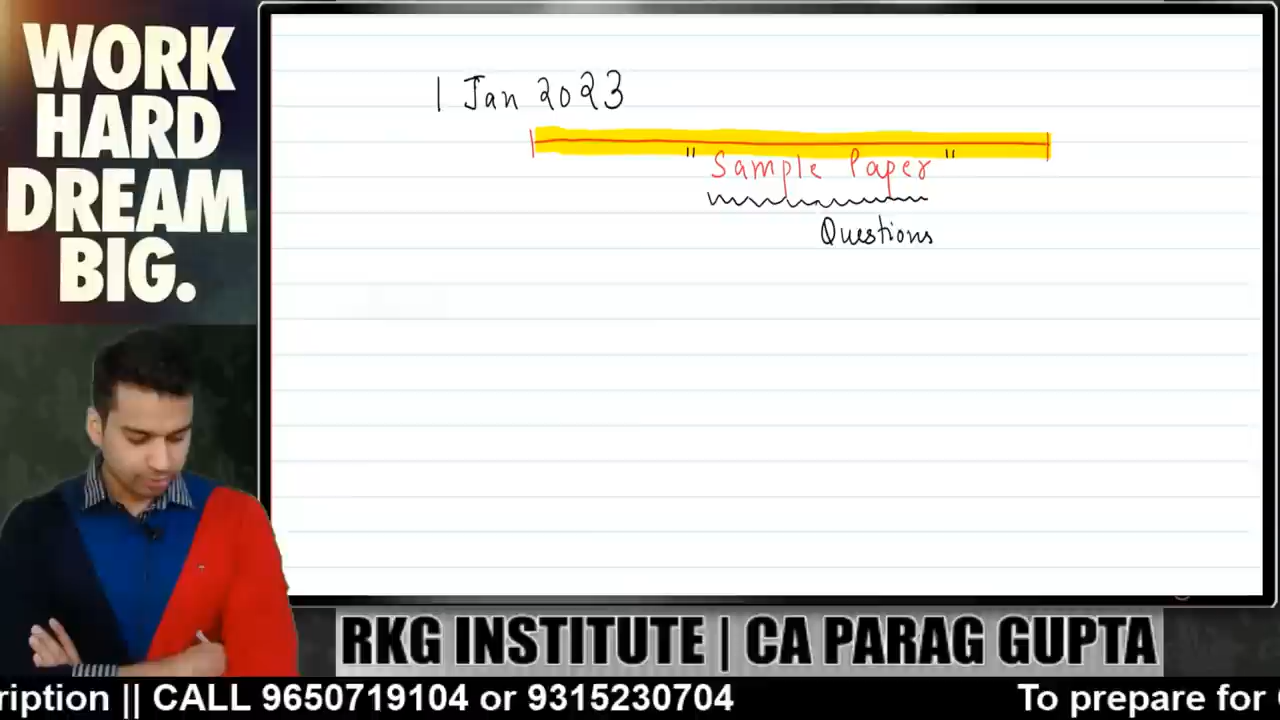 WORK
HARD
DREAM
BIG.
1 Jan 2023
"Sample Paper"
Questions
RKG INSTITUTE | CA PARAG GUPTA
ription || CALL 9650719104 or 9315230704 To prepare for